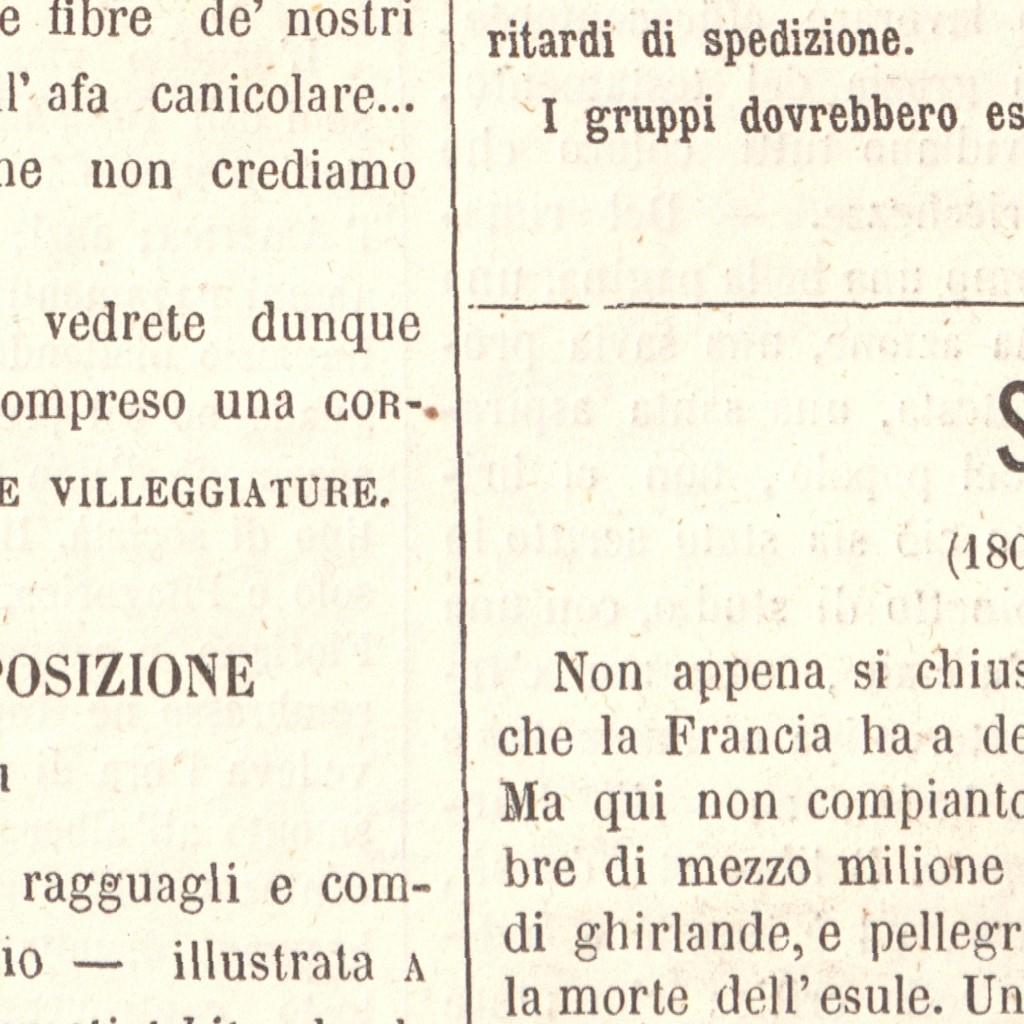 e fibre de' nostri
l' afa canicolare...
non crediamo
vedrete dunque
ompreso una COR-
E VILLEGGIATURE.
POSIZIONE
ragguagli e com-
io — illustrata A
ritardi di spedizione.
I gruppi dovrebbero es
S
(180
Non appena si chius
che la Francia ha a de
Ma qui non compianto
bre di mezzo milione
di ghirlande, e pellegr
la morte dell' esule. Un